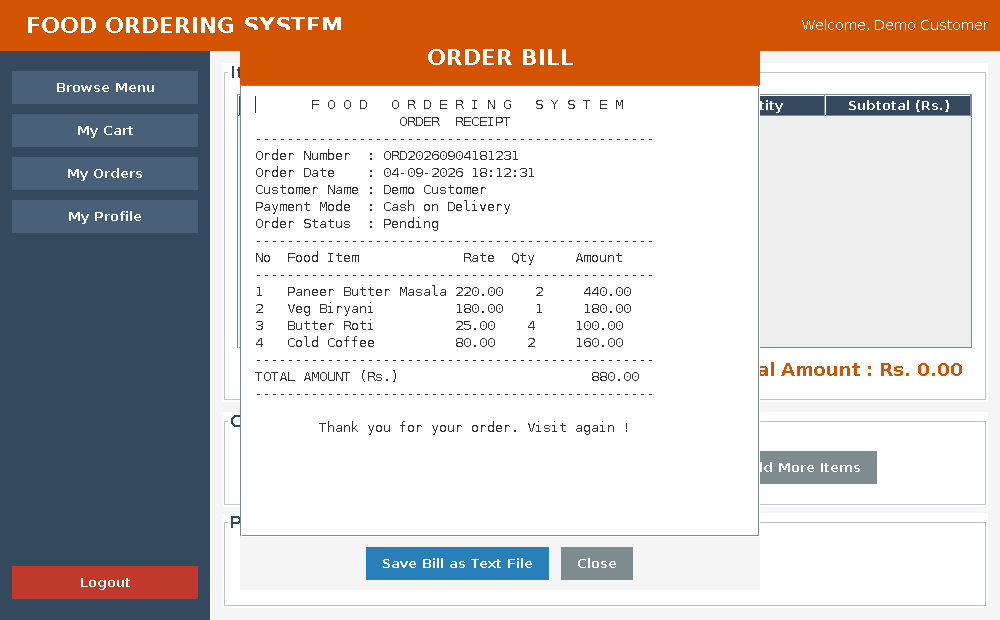 FOOD ORDERING SYSTEM
Welcome, Demo Customer
Browse Menu
My Cart
My Orders
My Profile
Logout
ORDER BILL
F O O D   O R D E R I N G   S Y S T E M
ORDER RECEIPT
--------------------------------------------------
Order Number  : ORD20260904181231
Order Date    : 04-09-2026 18:12:31
Customer Name : Demo Customer
Payment Mode  : Cash on Delivery
Order Status  : Pending
--------------------------------------------------
No  Food Item             Rate  Qty     Amount
--------------------------------------------------
1   Paneer Butter Masala 220.00    2     440.00
2   Veg Biryani          180.00    1     180.00
3   Butter Roti          25.00    4     100.00
4   Cold Coffee          80.00    2     160.00
--------------------------------------------------
TOTAL AMOUNT (Rs.)                        880.00
--------------------------------------------------
Thank you for your order. Visit again !
Save Bill as Text File
Close
Subtotal (Rs.)
Amount : Rs. 0.00
More Items